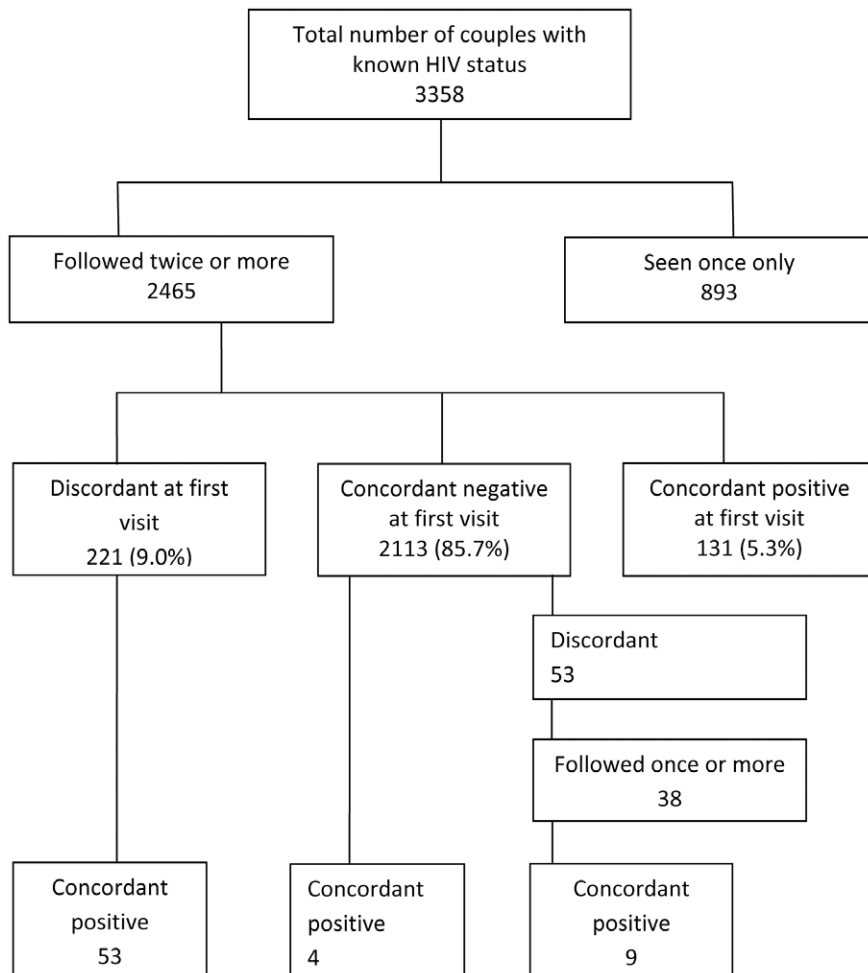 Total number of couples with
known HIV status
3358
Followed twice or more
2465
Seen once only
893
Discordant at first
visit
221 (9.0%)
Concordant negative
at first visit
2113 (85.7%)
Concordant positive
at first visit
131 (5.3%)
Discordant
53
Followed once or more
38
Concordant
positive
53
Concordant
positive
4
Concordant
positive
9